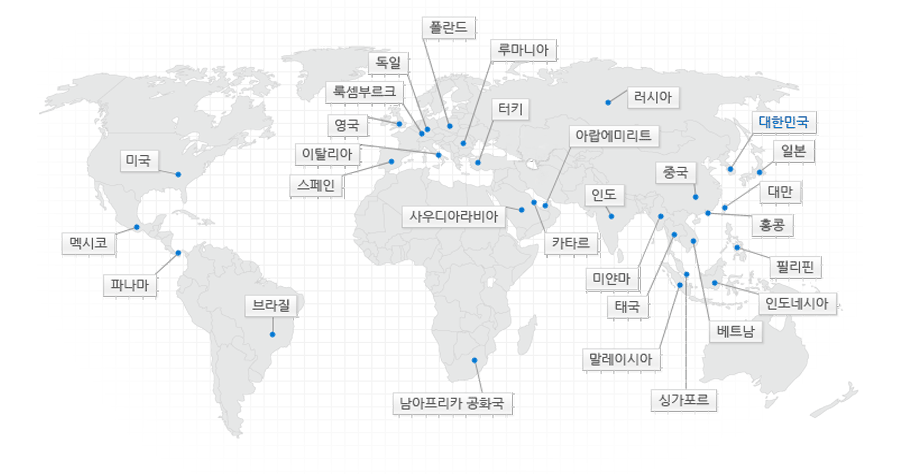 폴란드
루마니아
독일
룩셈부르크
러시아
터키
영국
아랍에미리트
대한민국
이탈리아
일본
미국
중국
스페인
인도
대만
사우디아라비아
홍콩
멕시코
카타르
필리핀
미얀마
파나마
브라질
태국
인도네시아
베트남
말레이시아
싱가포르
남아프리카 공화국